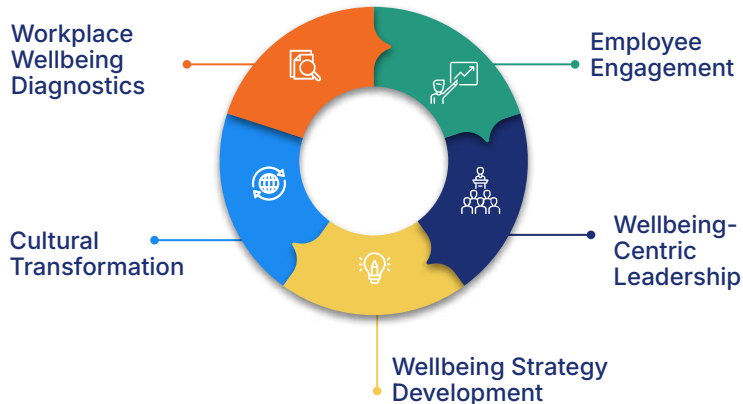 Workplace
Wellbeing
Diagnostics
Employee
Engagement
Cultural
Transformation
Wellbeing-
Centric
Leadership
Wellbeing Strategy
Development